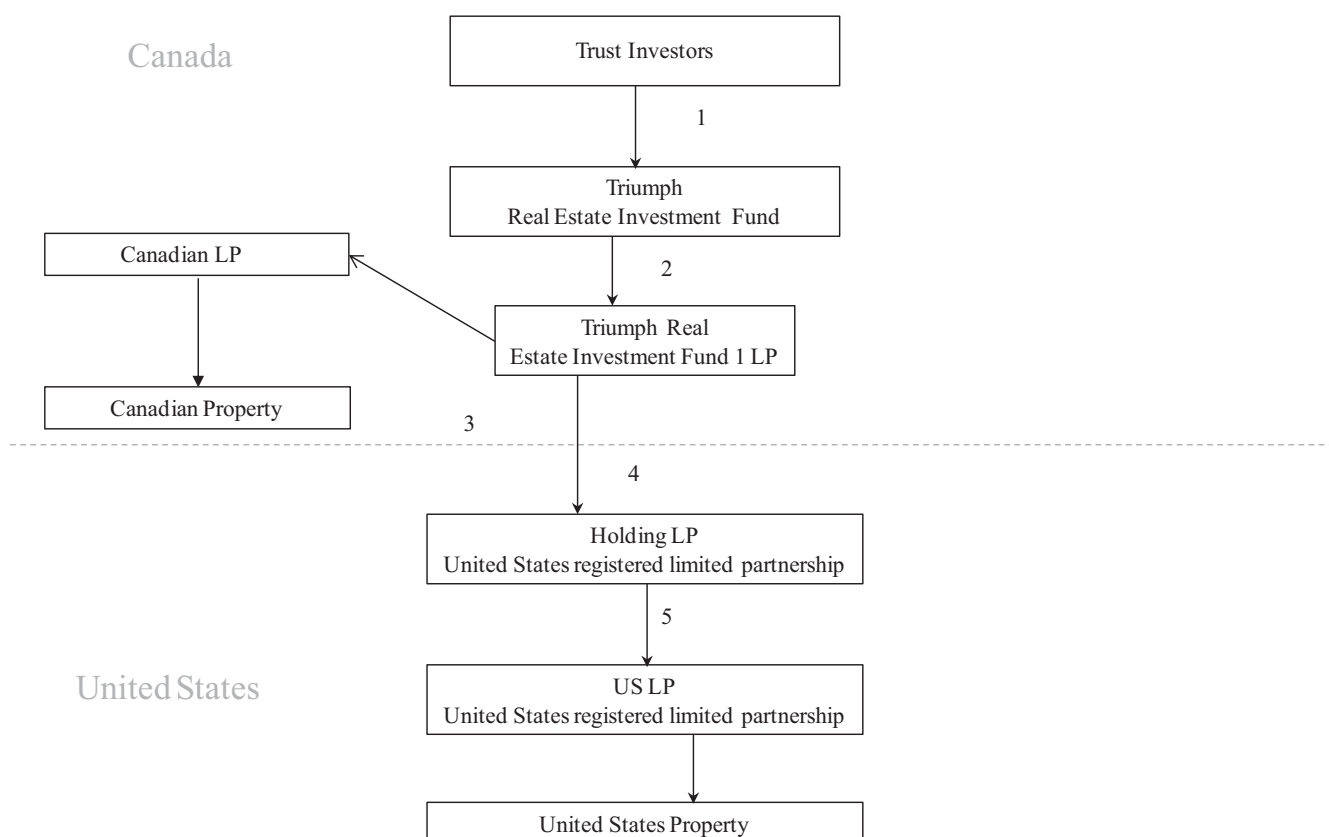 Canada
Trust Investors
1
Triumph
Real Estate Investment Fund
Canadian LP
2
Triumph Real
Estate Investment Fund 1 LP
Canadian Property
3
4
Holding LP
United States registered limited partnership
5
United States
US LP
United States registered limited partnership
United States Property